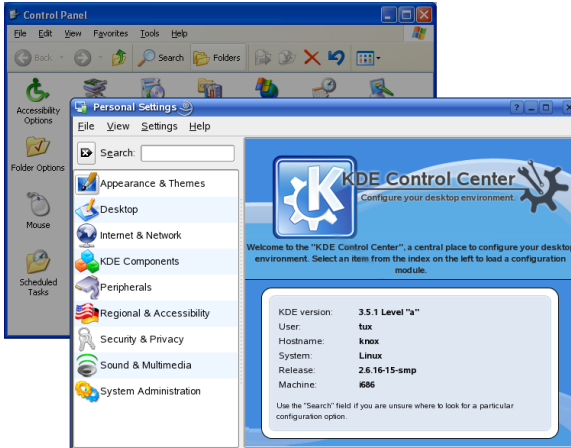 Control Panel
File Edit View Favorites Tools Help
Back Search Folders
Accessibility
Options
Folder Options
Mouse
Scheduled
Tasks
Personal Settings
File View Settings Help
Search:
Appearance & Themes
Desktop
Internet & Network
KDE Components
Peripherals
Regional & Accessibility
Security & Privacy
Sound & Multimedia
System Administration
KDE Control Center
Configure your desktop environment.
Welcome to the "KDE Control Center", a central place to configure your desktop
environment. Select an item from the index on the left to load a configuration
module.
KDE version: 3.5.1 Level "a"
User: tux
Hostname: knox
System: Linux
Release: 2.6.16-15-smp
Machine: i686
Use the "Search" field if you are unsure where to look for a particular
configuration option.